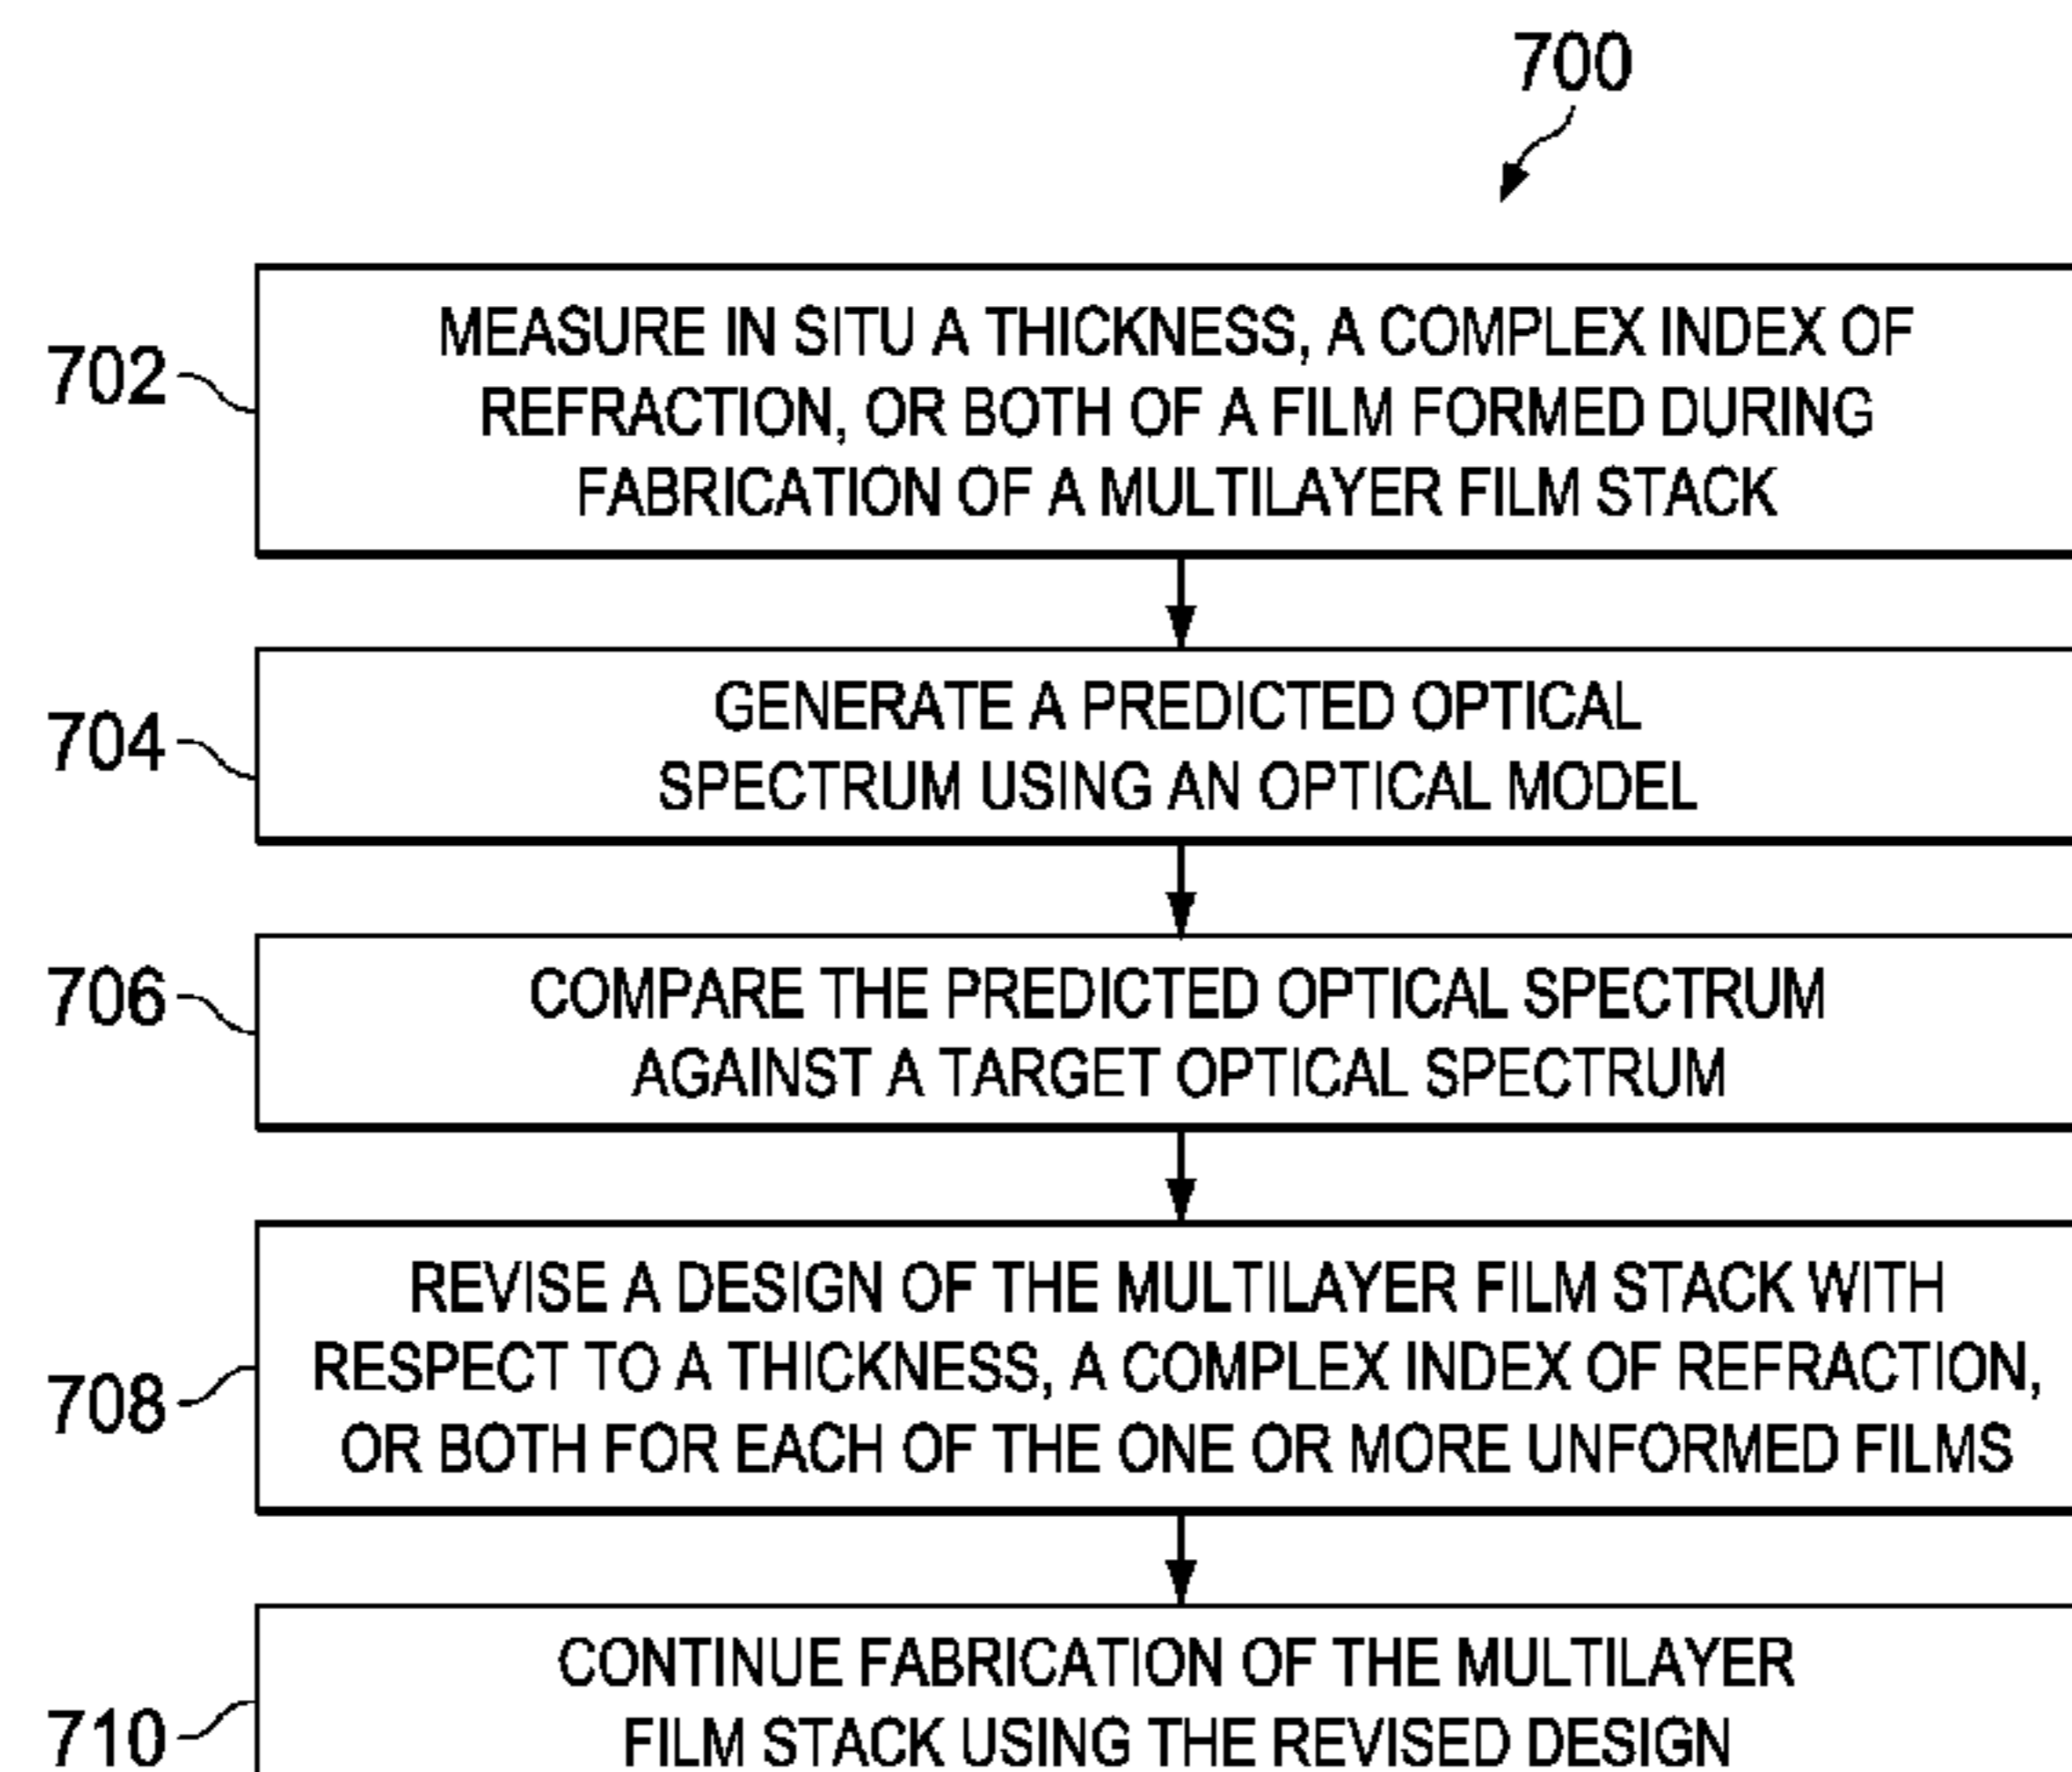 700
702
MEASURE IN SITU A THICKNESS, A COMPLEX INDEX OF
REFRACTION, OR BOTH OF A FILM FORMED DURING
FABRICATION OF A MULTILAYER FILM STACK
704
GENERATE A PREDICTED OPTICAL
SPECTRUM USING AN OPTICAL MODEL
706
COMPARE THE PREDICTED OPTICAL SPECTRUM
AGAINST A TARGET OPTICAL SPECTRUM
708
REVISE A DESIGN OF THE MULTILAYER FILM STACK WITH
RESPECT TO A THICKNESS, A COMPLEX INDEX OF REFRACTION,
OR BOTH FOR EACH OF THE ONE OR MORE UNFORMED FILMS
710
CONTINUE FABRICATION OF THE MULTILAYER
FILM STACK USING THE REVISED DESIGN